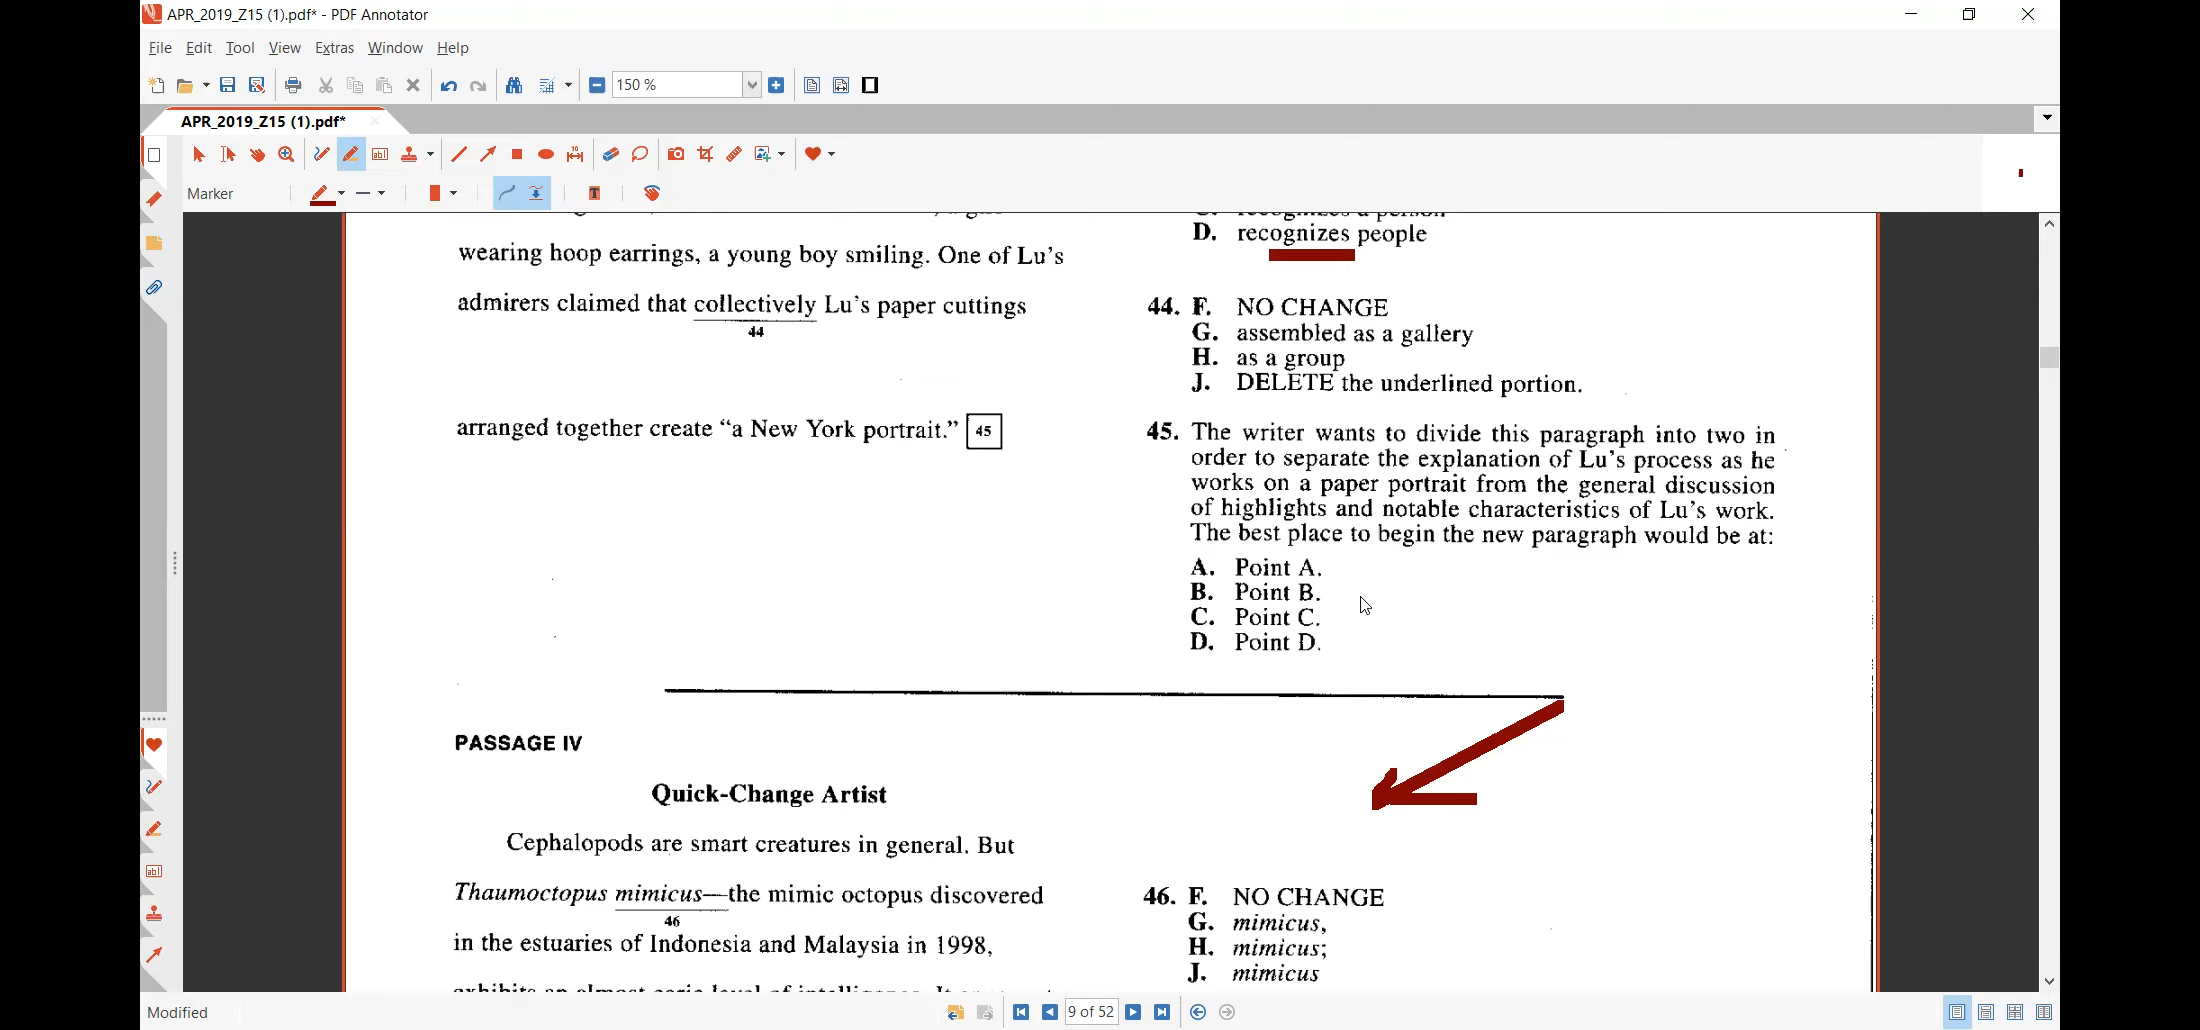 APR_2019_Z15 (1).pdf* - PDF Annotator
File Edit Tool View Extras Window Help
150 %
APR_2019_Z15 (1).pdf*
Marker
wearing hoop earrings, a young boy smiling. One of Lu's
admirers claimed that collectively Lu's paper cuttings
44
arranged together create “a New York portrait.” 45
PASSAGE IV
Quick-Change Artist
Cephalopods are smart creatures in general. But
Thaumoctopus mimicus—the mimic octopus discovered
46
in the estuaries of Indonesia and Malaysia in 1998,
recognizes a person
D. recognizes people
44. F. NO CHANGE
G. assembled as a gallery
H. as a group
J. DELETE the underlined portion.
45. The writer wants to divide this paragraph into two in
order to separate the explanation of Lu's process as he
works on a paper portrait from the general discussion
of highlights and notable characteristics of Lu's work.
The best place to begin the new paragraph would be at:
A. Point A.
B. Point B.
C. Point C.
D. Point D.
46. F. NO CHANGE
G. mimicus,
H. mimicus;
J. mimicus
Modified
9 of 52